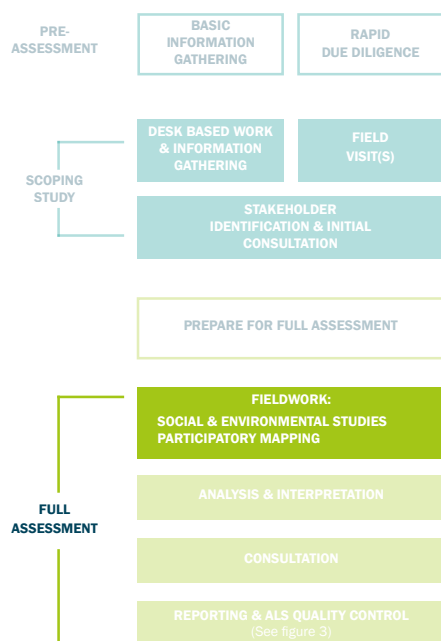 PRE-
ASSESSMENT
BASIC
INFORMATION
GATHERING
RAPID
DUE DILIGENCE
SCOPING
STUDY
DESK BASED WORK
& INFORMATION
GATHERING
FIELD
VISIT(S)
STAKEHOLDER
IDENTIFICATION & INITIAL
CONSULTATION
PREPARE FOR FULL ASSESSMENT
FULL
ASSESSMENT
FIELDWORK:
SOCIAL & ENVIRONMENTAL STUDIES
PARTICIPATORY MAPPING
ANALYSIS & INTERPRETATION
CONSULTATION
REPORTING & ALS QUALITY CONTROL
(See figure 3)